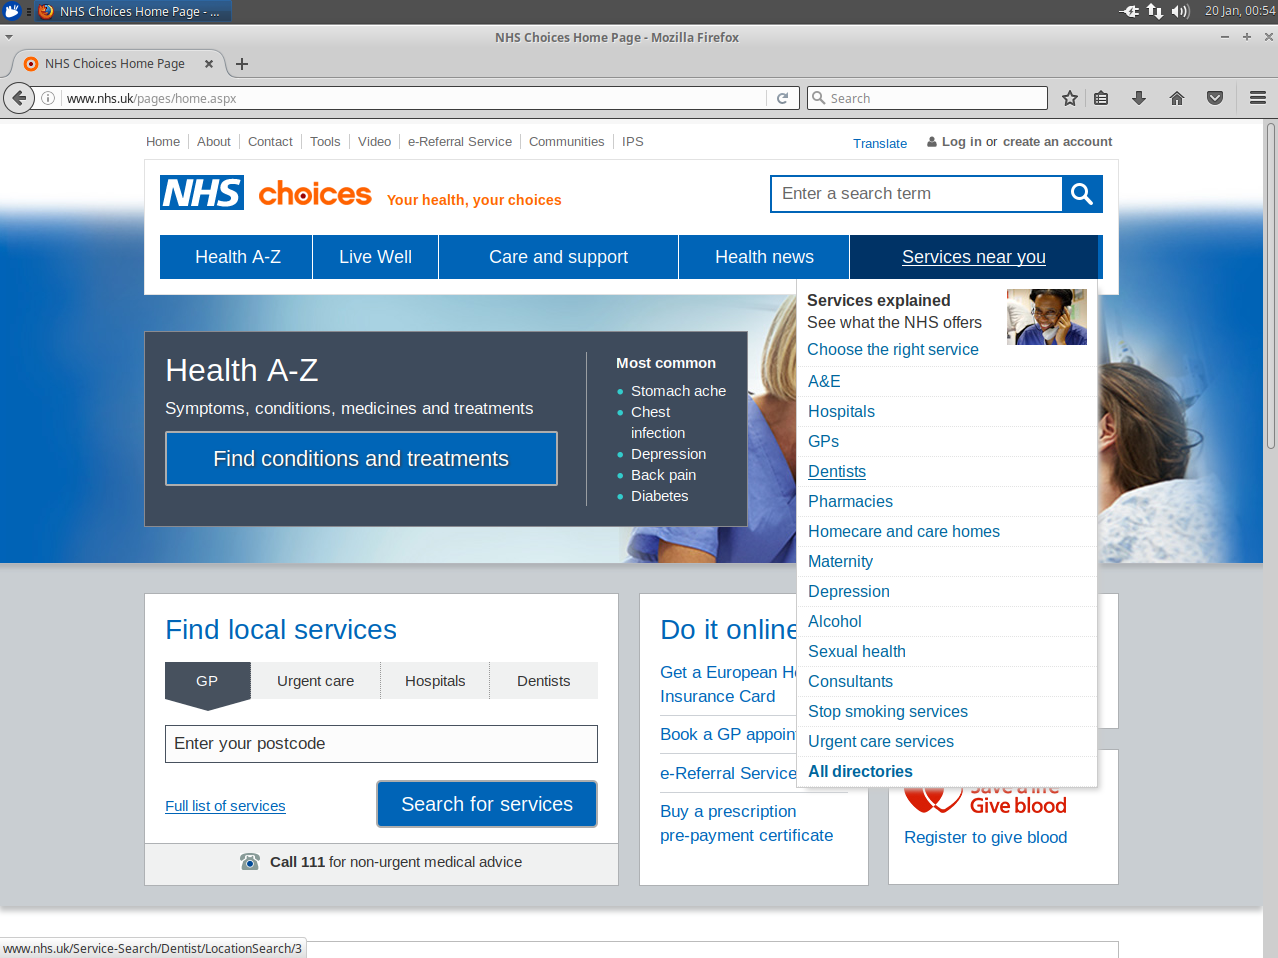 NHS Choices Home Page - ...
20 Jan, 00:54
NHS Choices Home Page - Mozilla Firefox
NHS Choices Home Page
www.nhs.uk/pages/home.aspx
Search
Home
About
Contact
Tools
Video
e-Referral Service
Communities
IPS
Translate
Log in or create an account
NHS choices
Your health, your choices
Enter a search term
Health A-Z
Live Well
Care and support
Health news
Services near you
Services explained
See what the NHS offers
Choose the right service
A&E
Hospitals
GPs
Dentists
Pharmacies
Homecare and care homes
Maternity
Depression
Alcohol
Sexual health
Consultants
Stop smoking services
Urgent care services
All directories
Health A-Z
Symptoms, conditions, medicines and treatments
Find conditions and treatments
Most common
Stomach ache
Chest
infection
Depression
Back pain
Diabetes
Find local services
GP
Urgent care
Hospitals
Dentists
Enter your postcode
Full list of services
Search for services
Call 111 for non-urgent medical advice
Do it online
Get a European He
Insurance Card
Book a GP appoin
e-Referral Service
Buy a prescription
pre-payment certificate
Save a life
Give blood
Register to give blood
www.nhs.uk/Service-Search/Dentist/LocationSearch/3